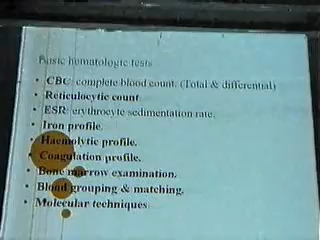 Basic hematologic tests
• CBC: complete blood count. (Total & differential)
• Reticulocytic count.
• ESR: erythrocyte sedimentation rate.
• Iron profile.
• Haemolytic profile.
• Coagulation profile.
• Bone marrow examination.
• Blood grouping & matching.
• Molecular techniques.